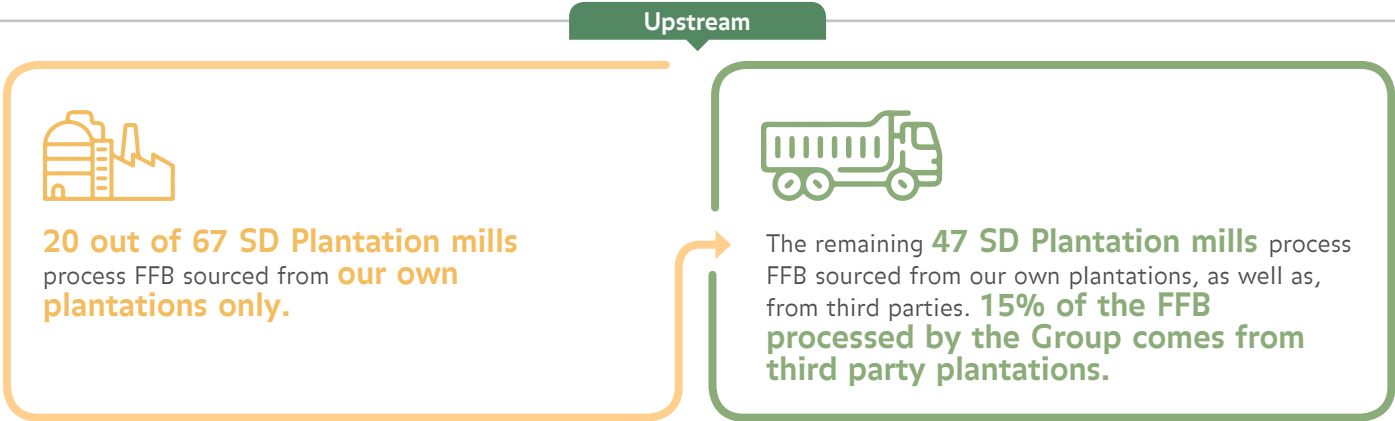 Upstream
20 out of 67 SD Plantation mills
process FFB sourced from our own
plantations only.
The remaining 47 SD Plantation mills process
FFB sourced from our own plantations, as well as,
from third parties. 15% of the FFB
processed by the Group comes from
third party plantations.